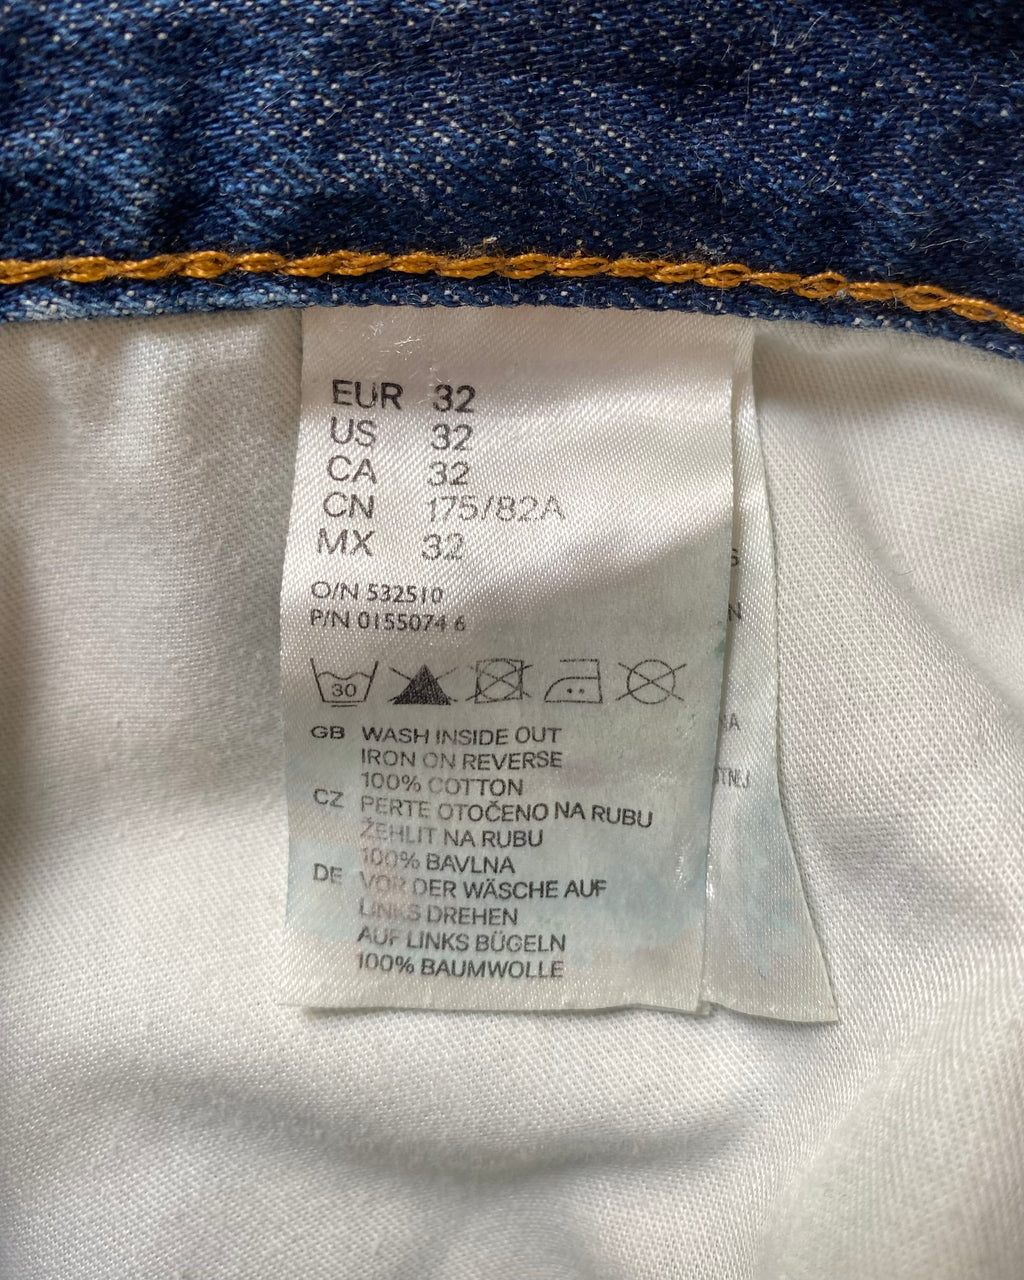 EUR 32
US 32
CA 32
CN 175/82A
MX 32
O/N 532510
P/N 0155074 6
30
GB WASH INSIDE OUT
IRON ON REVERSE
100% COTTON
CZ PERTE OTOČENO NA RUBU
ŽEHLIT NA RUBU
100% BAVLNA
DE VOR DER WÄSCHE AUF
LINKS DREHEN
AUF LINKS BÜGELN
100% BAUMWOLLE